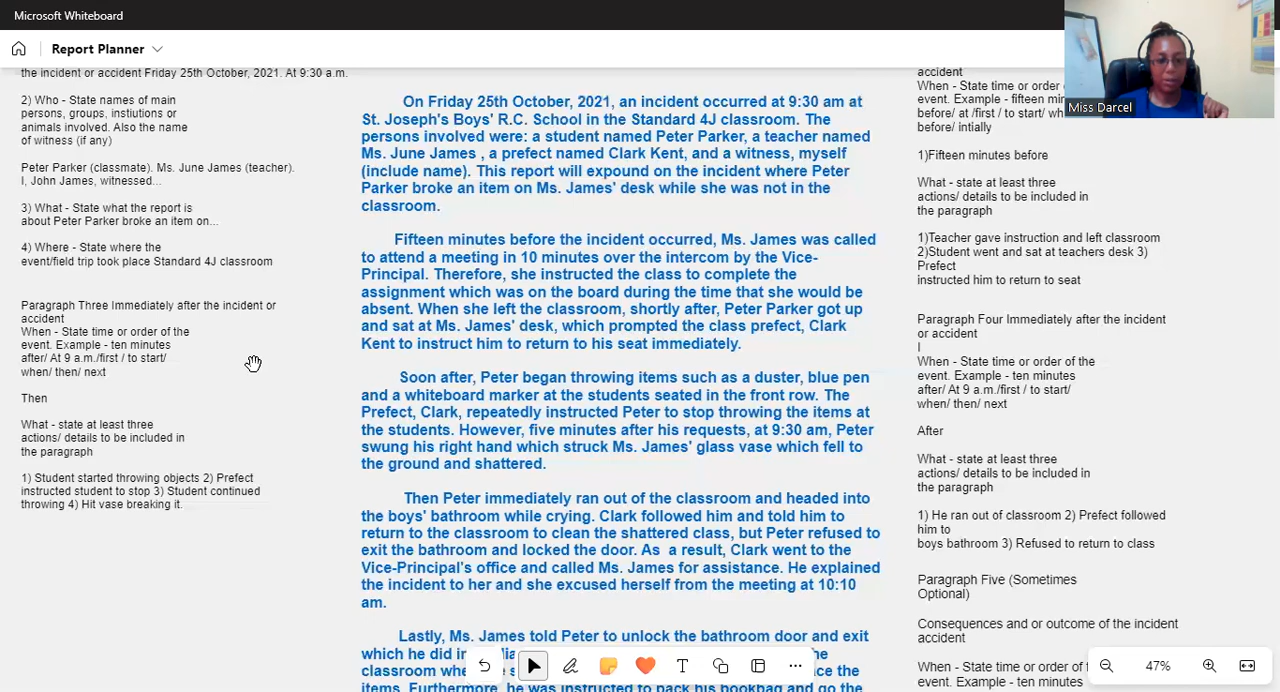 Microsoft Whiteboard
Report Planner
Miss Darcel
the incident or accident Friday 25th October, 2021. At 9:30 a.m.
2) Who - State names of main
persons, groups, instiutions or
animals involved. Also the name
of witness (if any)
Peter Parker (classmate). Ms. June James (teacher).
I, John James, witnessed...
3) What - State what the report is
about Peter Parker broke an item on...
4) Where - State where the
event/field trip took place Standard 4J classroom
Paragraph Three Immediately after the incident or
accident
When - State time or order of the
event. Example - ten minutes
after/ At 9 a.m./first / to start/
when/ then/ next
Then
What - state at least three
actions/ details to be included in
the paragraph
1) Student started throwing objects 2) Prefect
instructed student to stop 3) Student continued
throwing 4) Hit vase breaking it.
On Friday 25th October, 2021, an incident occurred at 9:30 am at
St. Joseph's Boys' R.C. School in the Standard 4J classroom. The
persons involved were: a student named Peter Parker, a teacher named
Ms. June James , a prefect named Clark Kent, and a witness, myself
(include name). This report will expound on the incident where Peter
Parker broke an item on Ms. James' desk while she was not in the
classroom.
Fifteen minutes before the incident occurred, Ms. James was called
to attend a meeting in 10 minutes over the intercom by the Vice-
Principal. Therefore, she instructed the class to complete the
assignment which was on the board during the time that she would be
absent. When she left the classroom, shortly after, Peter Parker got up
and sat at Ms. James' desk, which prompted the class prefect, Clark
Kent to instruct him to return to his seat immediately.
Soon after, Peter began throwing items such as a duster, blue pen
and a whiteboard marker at the students seated in the front row. The
Prefect, Clark, repeatedly instructed Peter to stop throwing the items at
the students. However, five minutes after his requests, at 9:30 am, Peter
swung his right hand which struck Ms. James' glass vase which fell to
the ground and shattered.
Then Peter immediately ran out of the classroom and headed into
the boys' bathroom while crying. Clark followed him and told him to
return to the classroom to clean the shattered class, but Peter refused to
exit the bathroom and locked the door. As a result, Clark went to the
Vice-Principal's office and called Ms. James for assistance. He explained
the incident to her and she excused herself from the meeting at 10:10
am.
Lastly, Ms. James told Peter to unlock the bathroom door and exit
which he did
classroom
the
items. Furthermore, he was instructed to pack his bookbag and go the
accident
When - State time or order of the
event. Example - fifteen
before/ at /first / to start/
before/ intially
1)Fifteen minutes before
What - state at least three
actions/ details to be included in
the paragraph
1)Teacher gave instruction and left classroom
2)Student went and sat at teachers desk 3)
Prefect
instructed him to return to seat
Paragraph Four Immediately after the incident
or accident
I
When - State time or order of the
event. Example - ten minutes
after/ At 9 a.m./first / to start/
when/ then/ next
After
What - state at least three
actions/ details to be included in
the paragraph
1) He ran out of classroom 2) Prefect followed
him to
boys bathroom 3) Refused to return to class
Paragraph Five (Sometimes
Optional)
Consequences and or outcome of the incident
accident
When - State time or order of
event. Example - ten minutes
47%